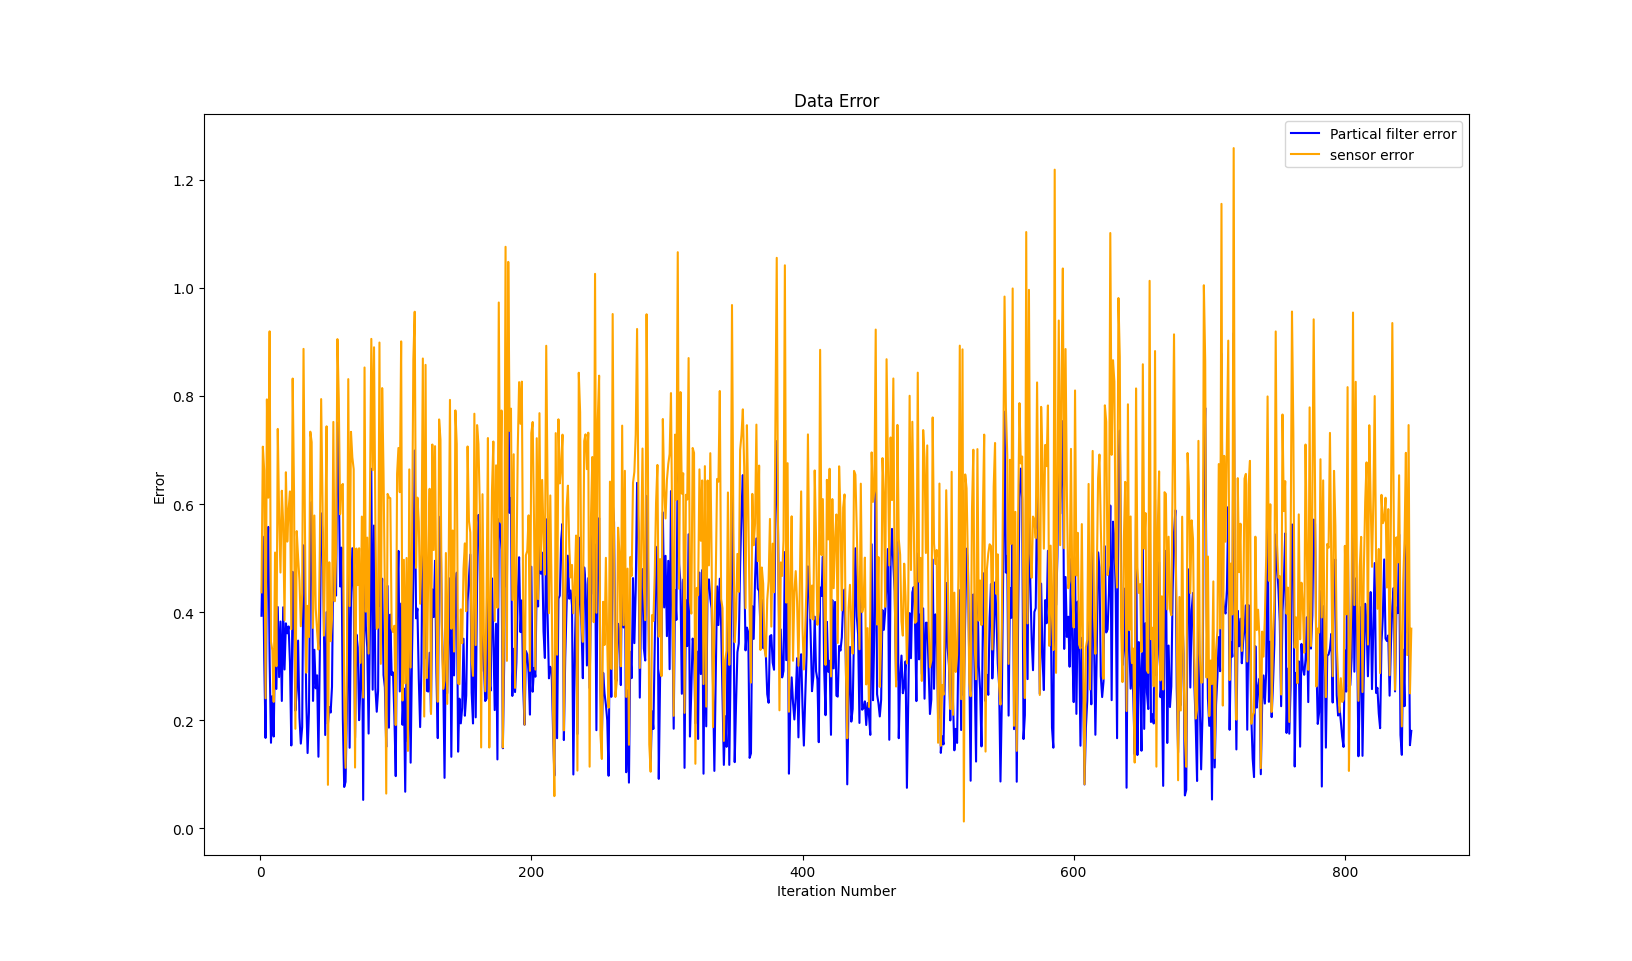 Data Error
Partical filter error
sensor error
1.2
1.0
0.8
0.6
0.4
0.2
0.0
Error
0 200 400 600 800
Iteration Number